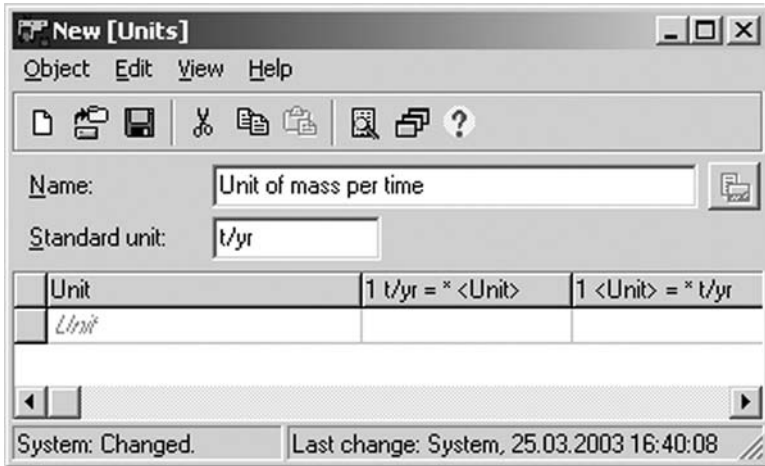 New [Units]
Object Edit View Help
Name: Unit of mass per time
Standard unit: t/yr
Unit 1 t/yr = * <Unit> 1 <Unit> = * t/yr
Unit
System: Changed. Last change: System, 25.03.2003 16:40:08